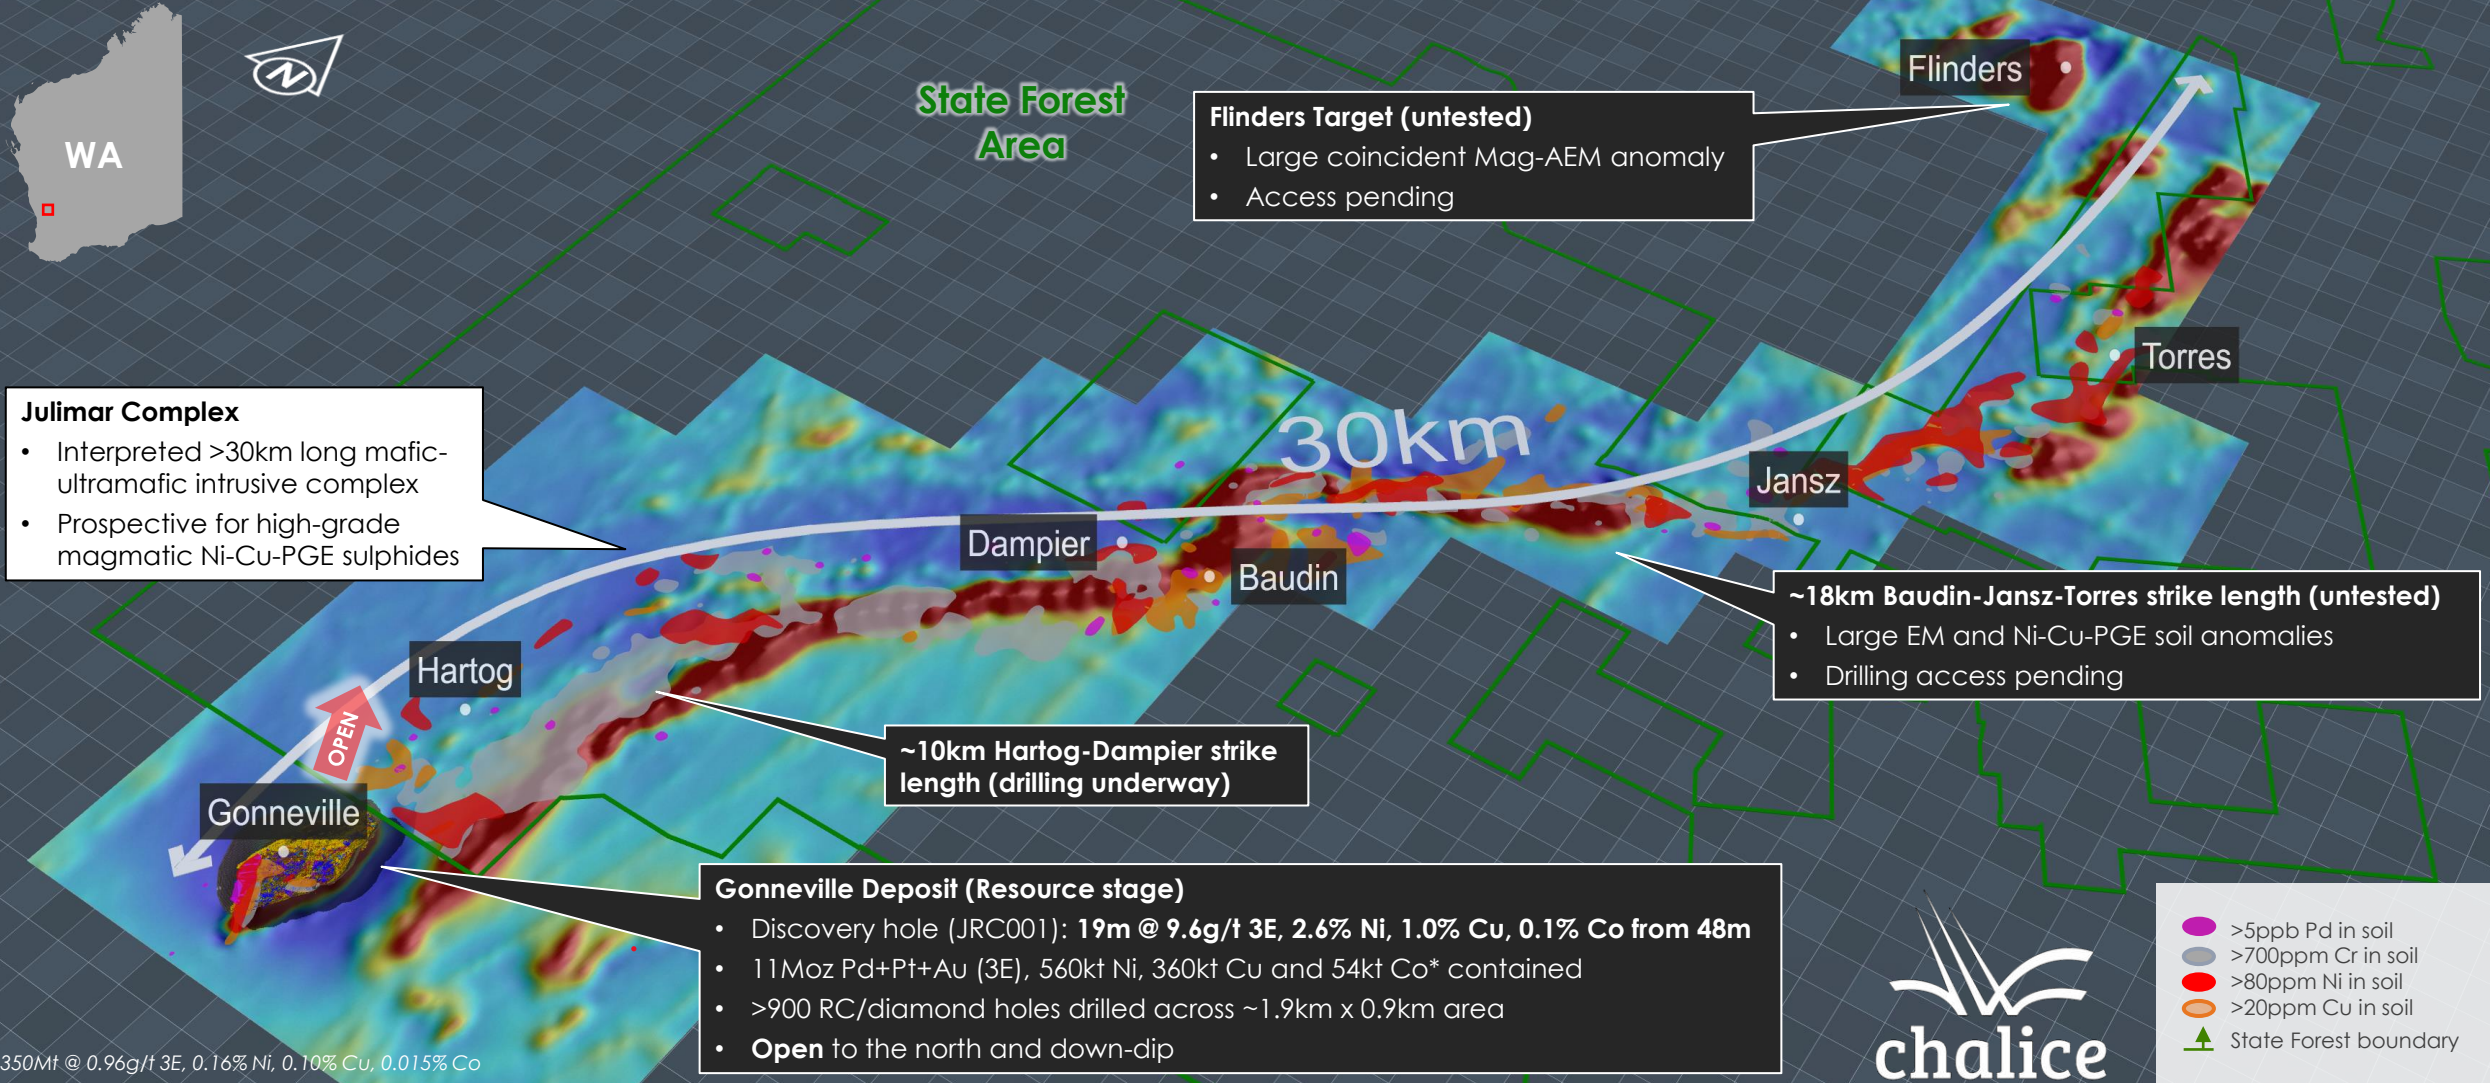 WA
N
State Forest
Area
Flinders
Flinders Target (untested)
• Large coincident Mag-AEM anomaly
• Access pending
Torres
30km
Julimar Complex
• Interpreted >30km long mafic-
ultramafic intrusive complex
• Prospective for high-grade
magmatic Ni-Cu-PGE sulphides
Jansz
Dampier
Baudin
~18km Baudin-Jansz-Torres strike length (untested)
• Large EM and Ni-Cu-PGE soil anomalies
• Drilling access pending
Hartog
OPEN
~10km Hartog-Dampier strike
length (drilling underway)
Gonneville
Gonneville Deposit (Resource stage)
• Discovery hole (JRC001): 19m @ 9.6g/t 3E, 2.6% Ni, 1.0% Cu, 0.1% Co from 48m
• 11Moz Pd+Pt+Au (3E), 560kt Ni, 360kt Cu and 54kt Co* contained
• >900 RC/diamond holes drilled across ~1.9km x 0.9km area
• Open to the north and down-dip
350Mt @ 0.96g/t 3E, 0.16% Ni, 0.10% Cu, 0.015% Co
chalice
>5ppb Pd in soil
>700ppm Cr in soil
>80ppm Ni in soil
>20ppm Cu in soil
State Forest boundary